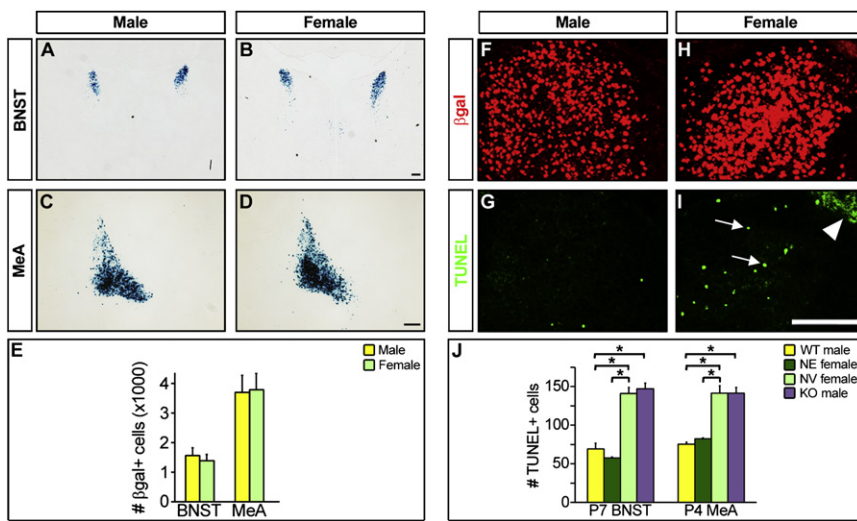 Male
Female
BNST
A
B
MeA
C
D
E
Male
Female
# βgal+ cells (x1000)
4
3
2
1
0
BNST
MeA
Male
Female
βgal
F
H
TUNEL
G
I
J
WT male
NE female
NV female
KO male
# TUNEL+ cells
150
100
50
0
* * * * * *
P7 BNST
P4 MeA